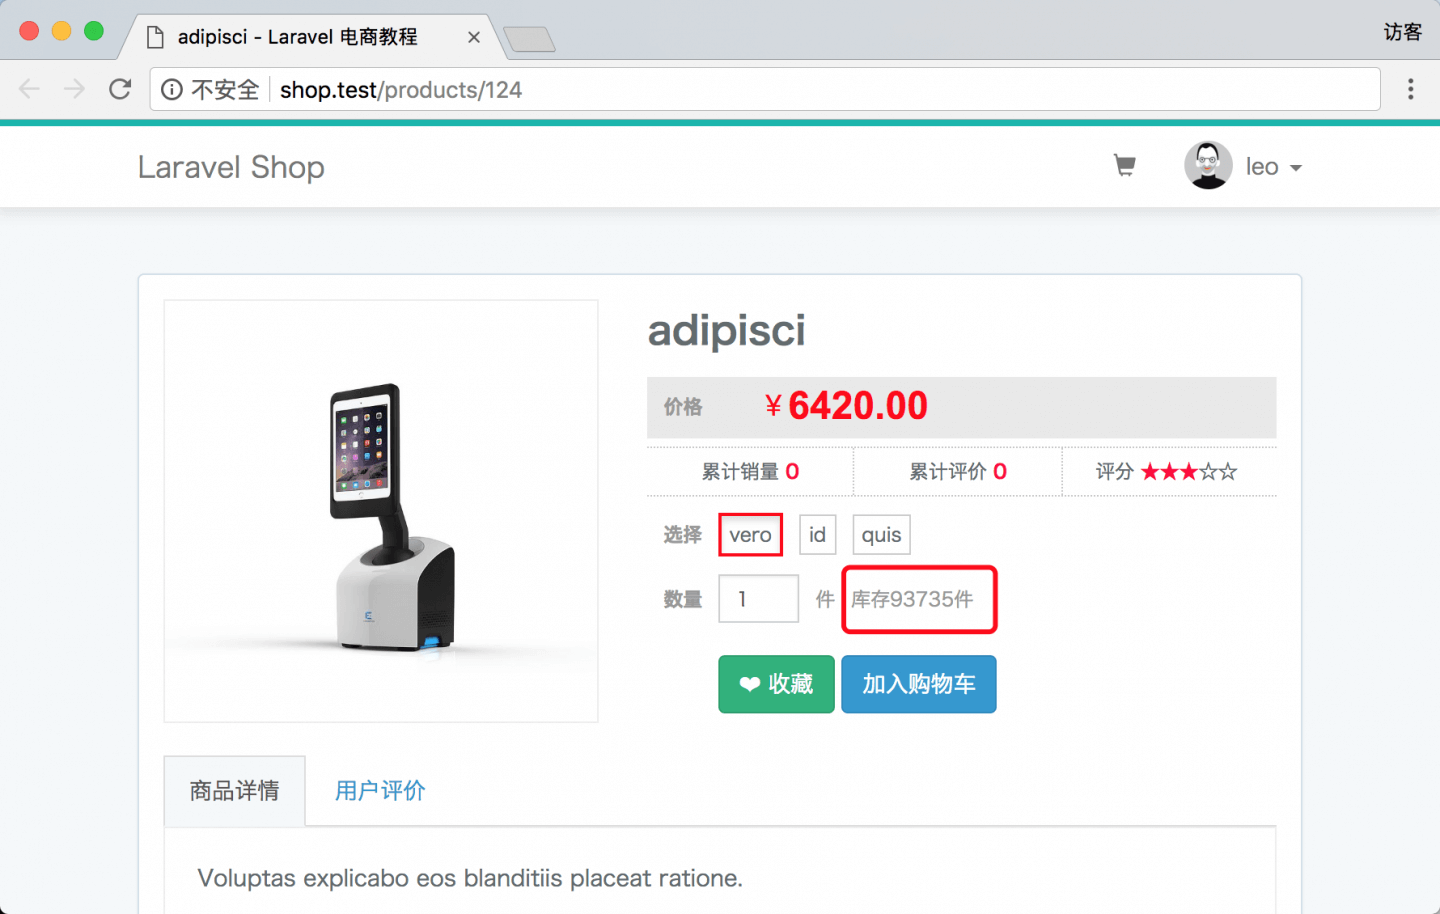 adipisci - Laravel 电商教程
访客
不安全 shop.test/products/124
Laravel Shop
leo
adipisci
价格 ￥6420.00
累计销量 0 累计评价 0 评分 ★★★☆☆
选择 vero id quis
数量 1 件 库存93735件
❤ 收藏 加入购物车
商品详情 用户评价
Voluptas explicabo eos blanditiis placeat ratione.